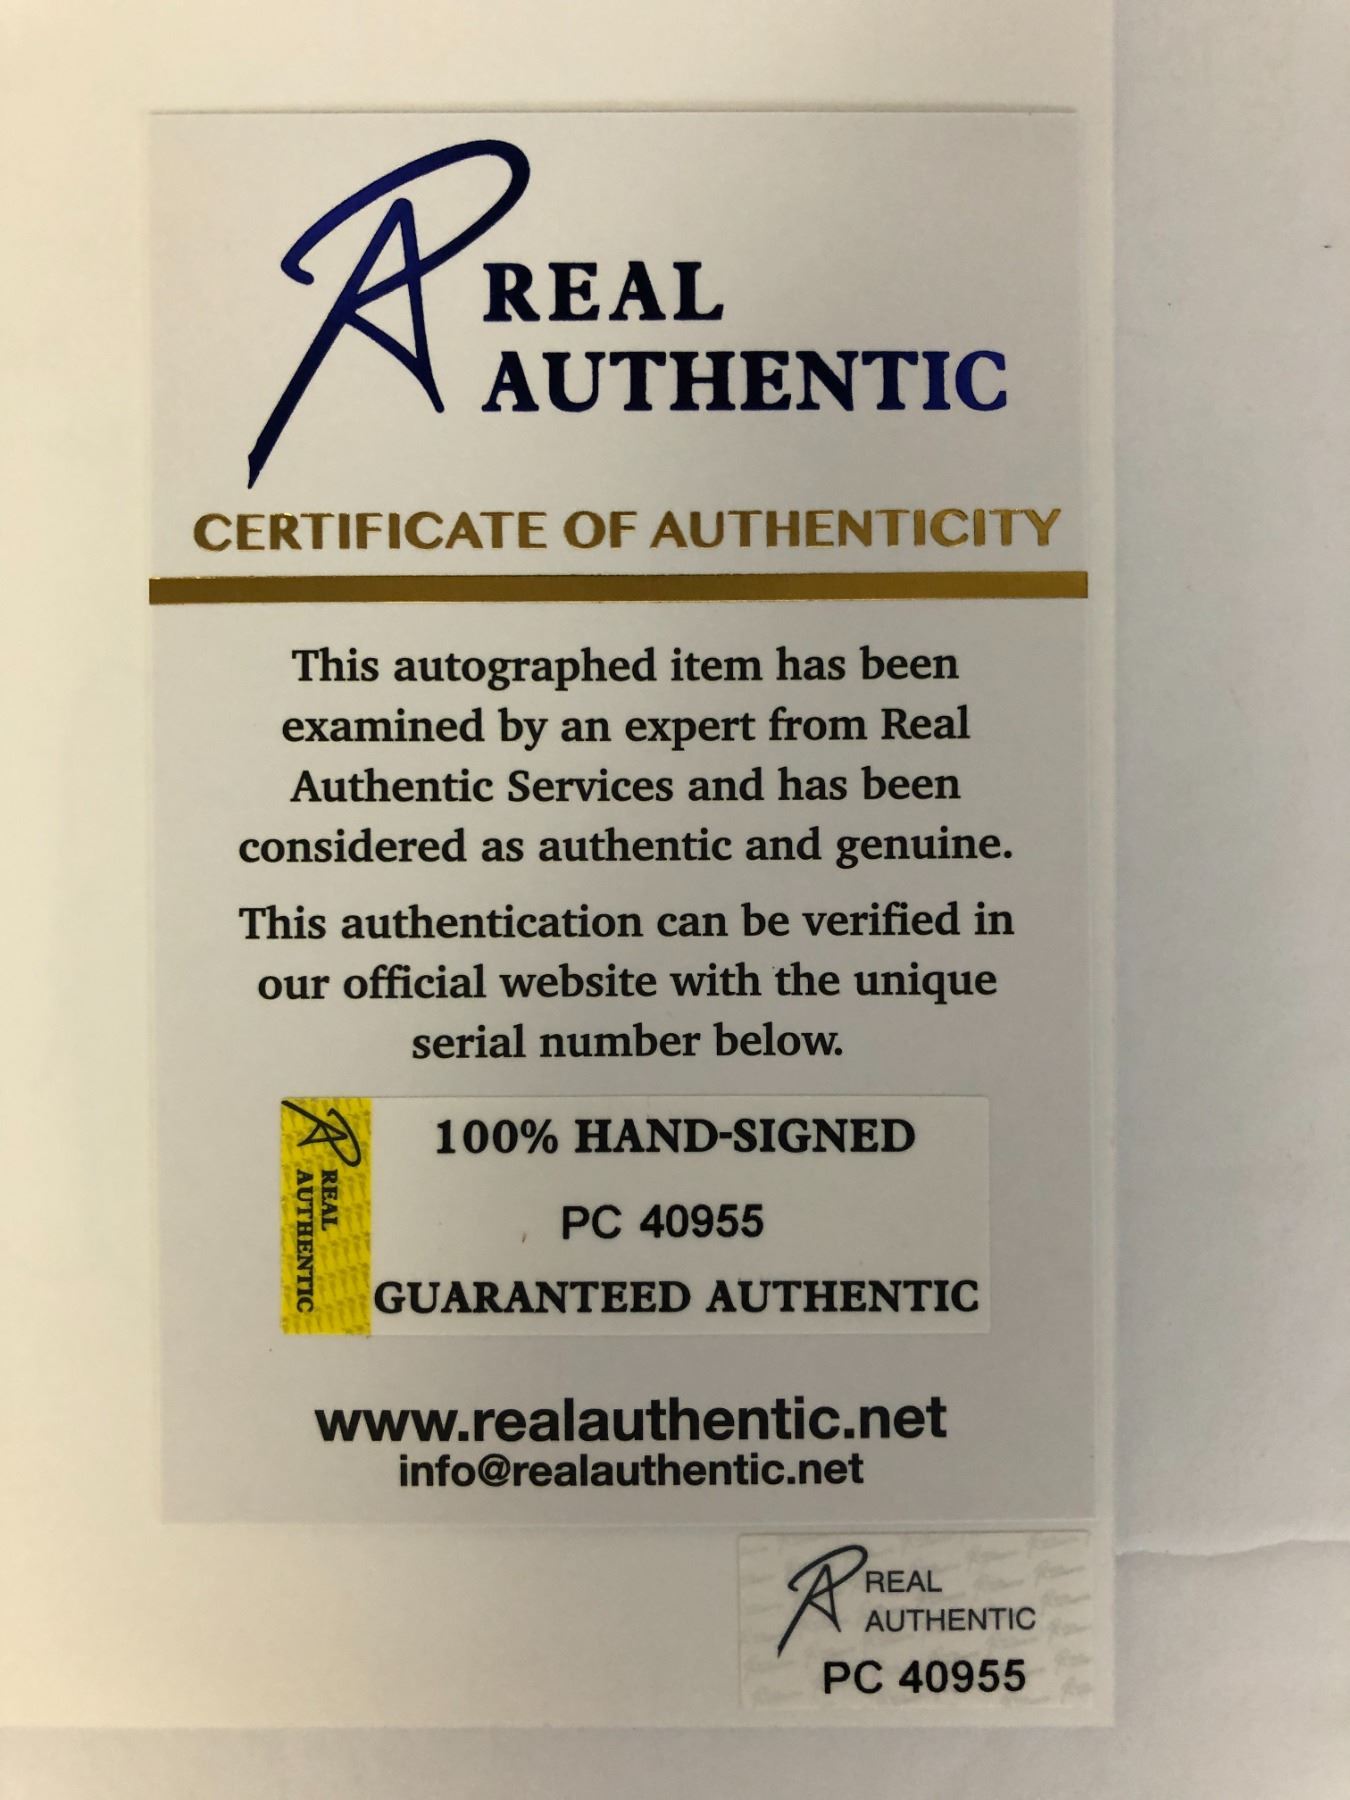 REAL
AUTHENTIC
CERTIFICATE OF AUTHENTICITY
This autographed item has been
examined by an expert from Real
Authentic Services and has been
considered as authentic and genuine.
This authentication can be verified in
our official website with the unique
serial number below.
REAL
AUTHENTIC
100% HAND-SIGNED
PC 40955
GUARANTEED AUTHENTIC
www.realauthentic.net
info@realauthentic.net
REAL
AUTHENTIC
PC 40955